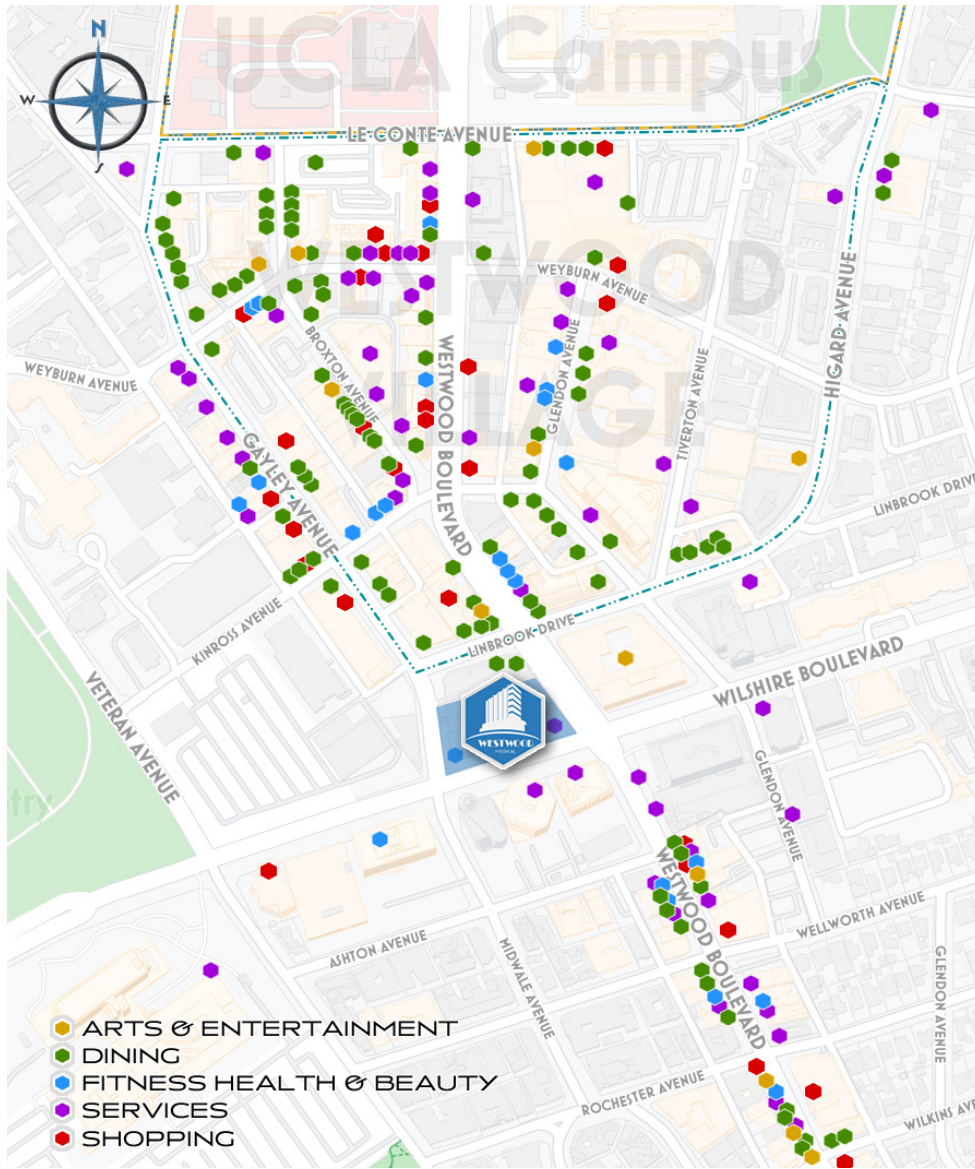 UCLA Campus
N
W
E
S
LE CONTE AVENUE
WESTWOOD
VILLAGE
WEYBURN AVENUE
HIGARD AVENUE
WEYBURN AVENUE
BROXTON AVENUE
WESTWOOD BOULEVARD
GLENDON AVENUE
TIVERTON AVENUE
GAYLEY AVENUE
LINBROOK DRIVE
KINROSS AVENUE
LINBROOK DRIVE
WILSHIRE BOULEVARD
VETERAN AVENUE
WESTWOOD
MEDICAL
GLENDON AVENUE
etry
WESTWOOD BOULEVARD
WELLWORTH AVENUE
ASHTON AVENUE
MIDWALE AVENUE
GLENDON AVENUE
ROCHESTER AVENUE
WILKINS AVE
ARTS & ENTERTAINMENT
DINING
FITNESS HEALTH & BEAUTY
SERVICES
SHOPPING